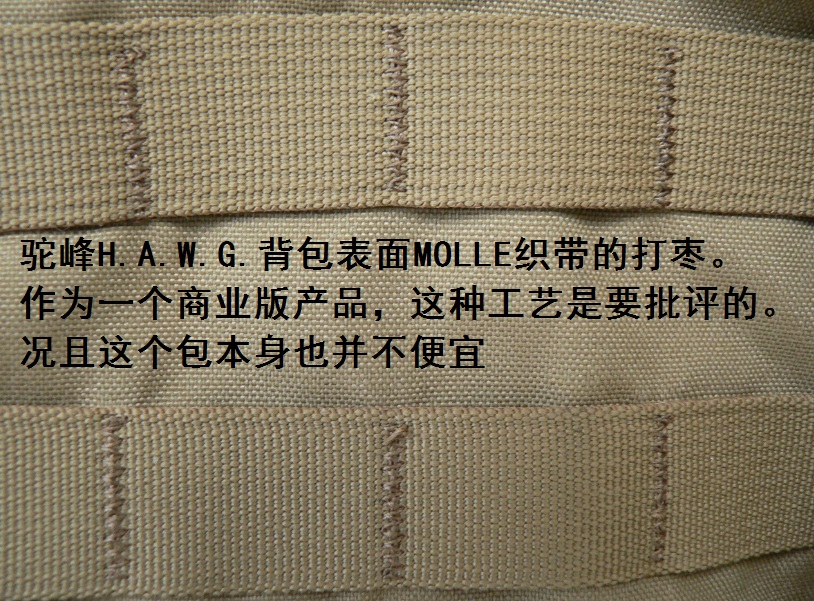 驼峰H.A.W.G.背包表面MOLLE织带的打枣。
作为一个商业版产品，这种工艺是要批评的。
况且这个包本身也并不便宜